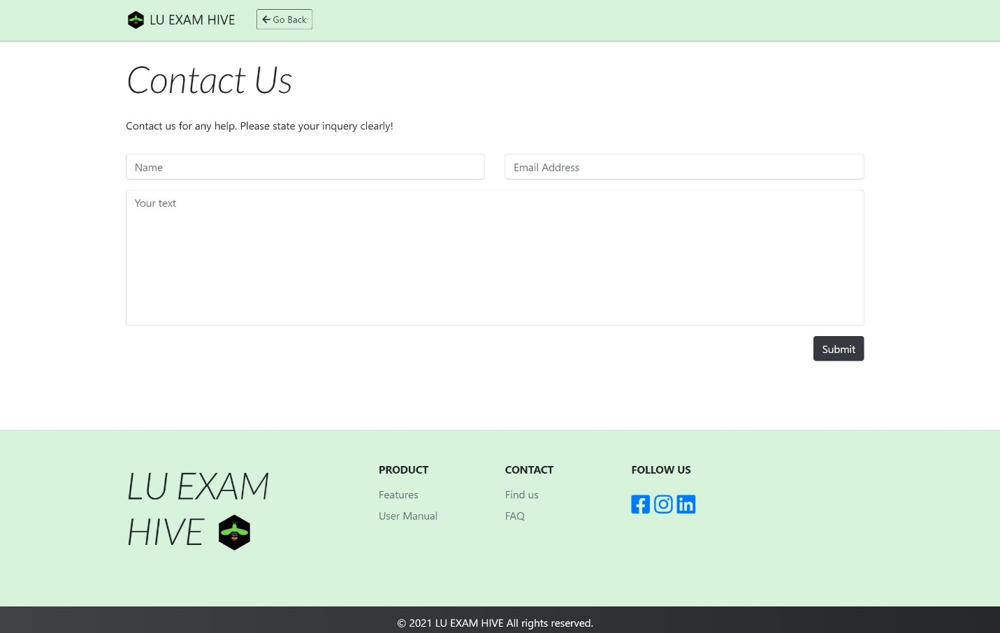 LU EXAM HIVE
Go Back
Contact Us
Contact us for any help. Please state your inquery clearly!
Name
Email Address
Your text
Submit
LU EXAM
HIVE
PRODUCT
Features
User Manual
CONTACT
Find us
FAQ
FOLLOW US
© 2021 LU EXAM HIVE All rights reserved.